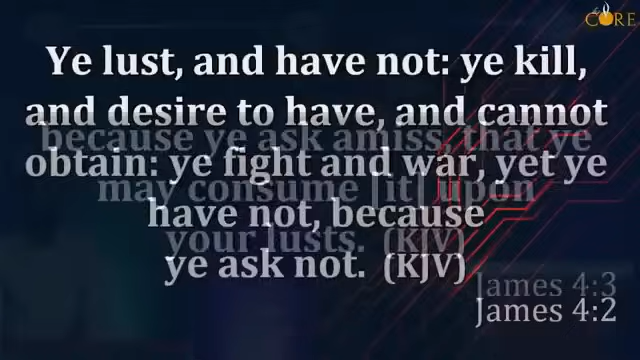 CORE
Ye lust, and have not: ye kill,
and desire to have, and cannot
because ye ask amiss, that ye
obtain: ye fight and war, yet ye
may consume [it] upon
have not, because
your lusts. (KJV)
ye ask not. (KJV)
James 4:3
James 4:2